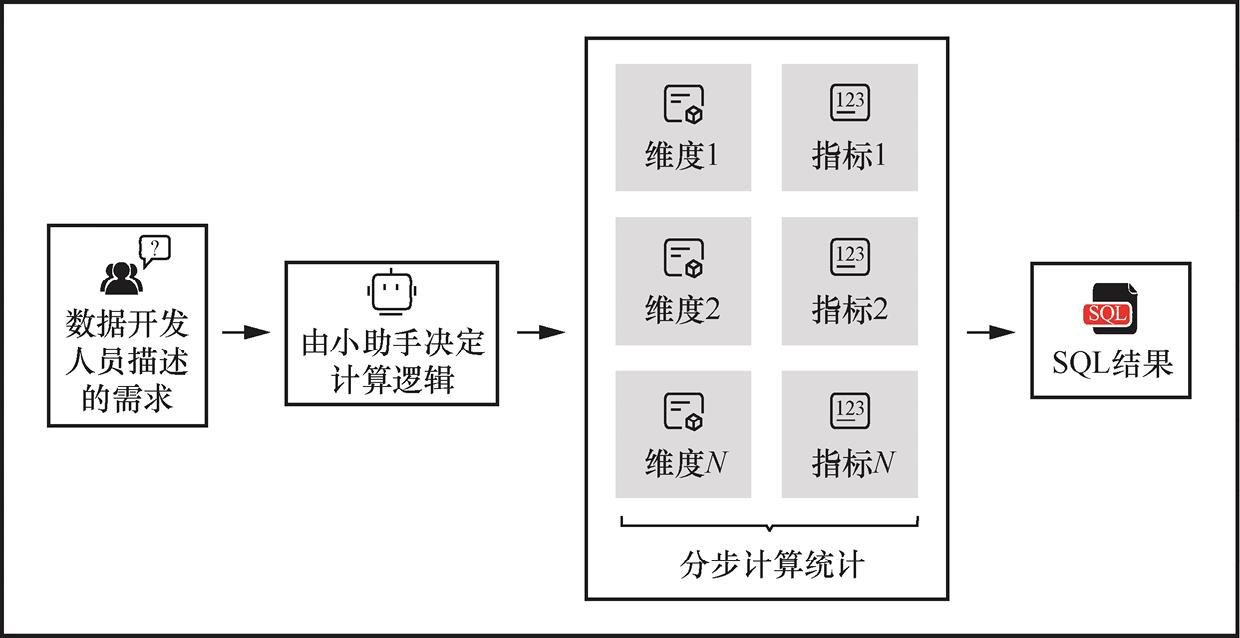 ?
数据开发
人员描述
的需求
由小助手决定
计算逻辑
123
维度1
指标1
123
维度2
指标2
123
维度N
指标N
分步计算统计
SQL
SQL结果